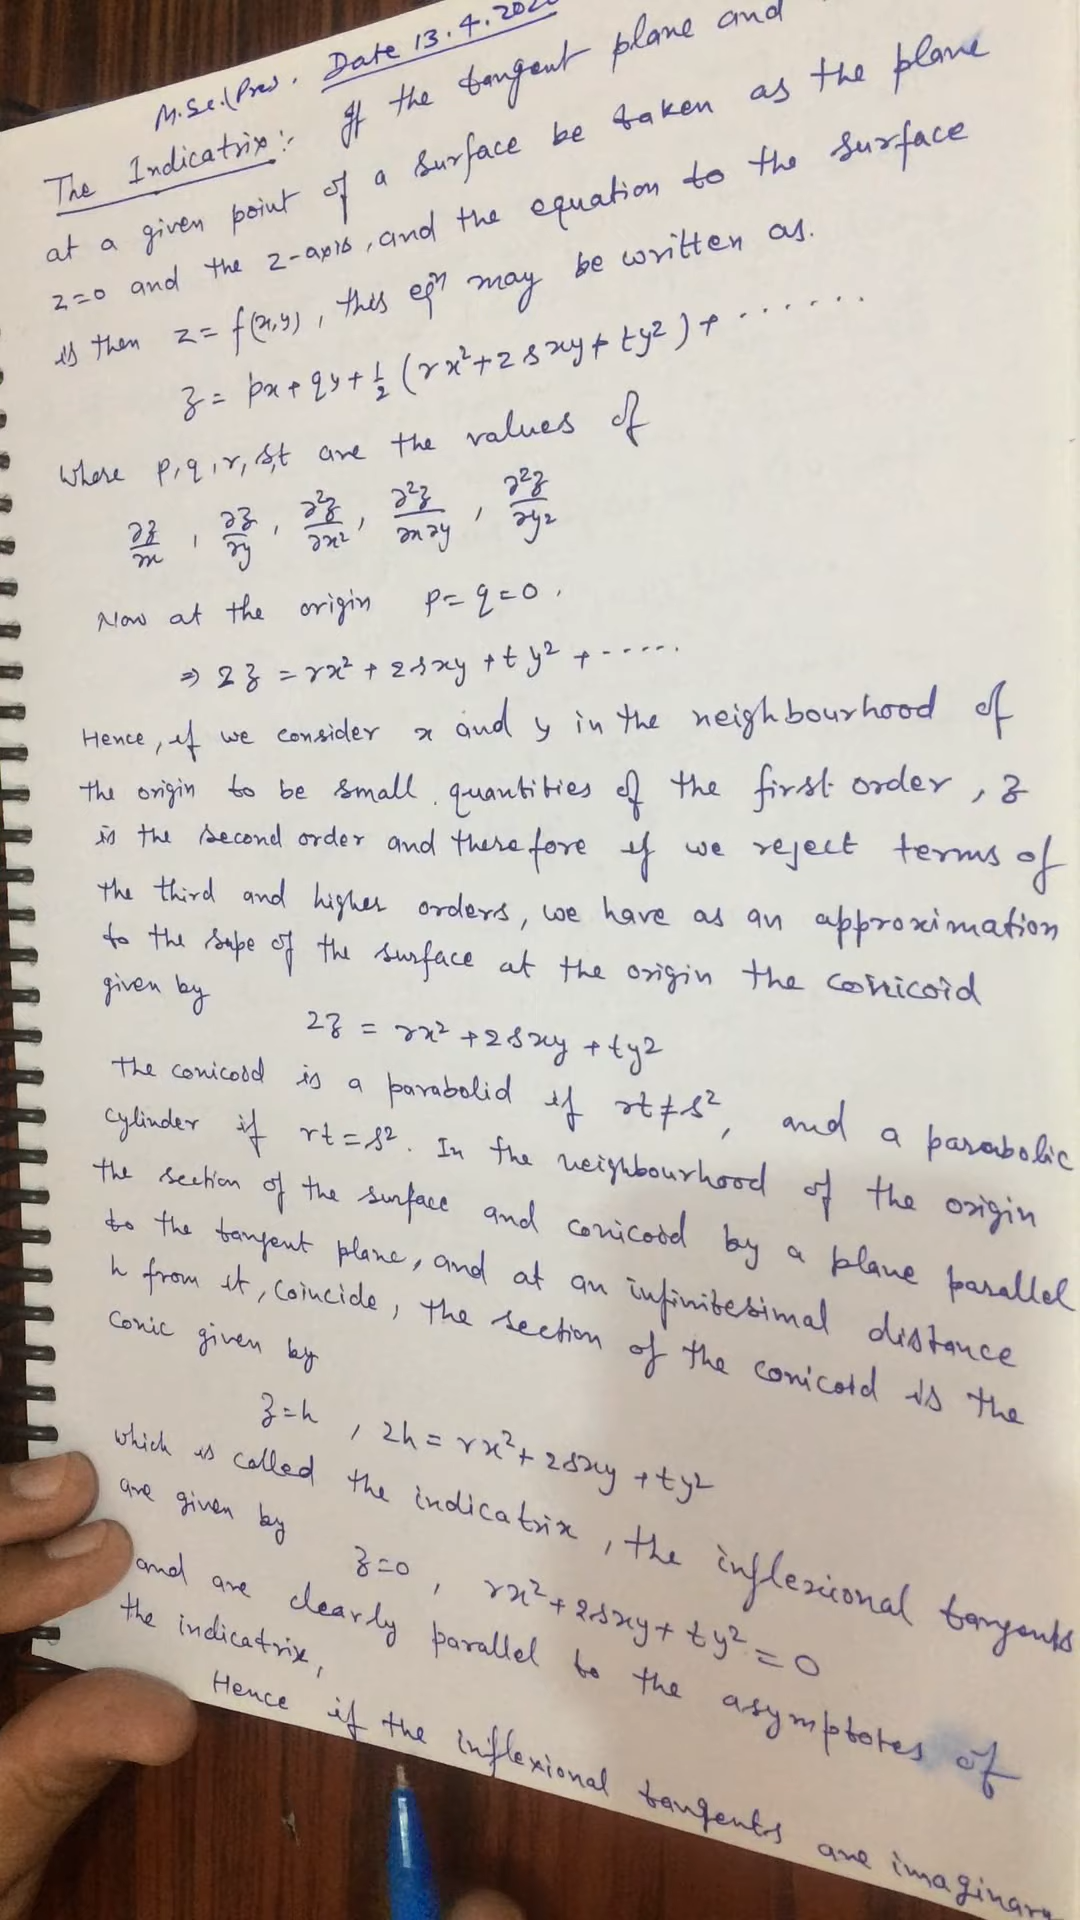 M.Sc.(Prev. Date 13.4.202
The Indicatrix:- If the tangent plane and
at a given point of a surface be taken as the plane
z=0 and the z-axis, and the equation to the surface
is then z = f(x,y), this eqⁿ may be written as.
z = px + qy + 1/2 (rx² + 2sxy + ty²) + ......
where p, q, r, s, t are the values of
∂z/∂x , ∂z/∂y , ∂²z/∂x² , ∂²z/∂x∂y , ∂²z/∂y²
Now at the origin p = q = 0 .
⇒ 2z = rx² + 2sxy + ty² + .....
Hence, if we consider x and y in the neighbourhood of
the origin to be small quantities of the first order, z
is the second order and therefore if we reject terms of
the third and higher orders, we have as an approximation
to the sape of the surface at the origin the conicoid
given by
2z = rx² + 2sxy + ty2
The conicoid is a parabolid if rt ≠ s², and a parabolic
cylinder if rt = s². In the neighbourhood of the origin
the section of the surface and conicoid by a plane parallel
to the tangent plane, and at an infinitesimal distance
h from it, coincide, the section of the conicoid is the
conic given by
z=h , 2h = rx² + 2sxy + ty2
which is called the indicatrix, the inflexional tangents
are given by
z=0 , rx² + 2sxy + ty² = 0
and are clearly parallel to the asymptotes of
the indicatrix,
Hence if the inflexional tangents are imaginary